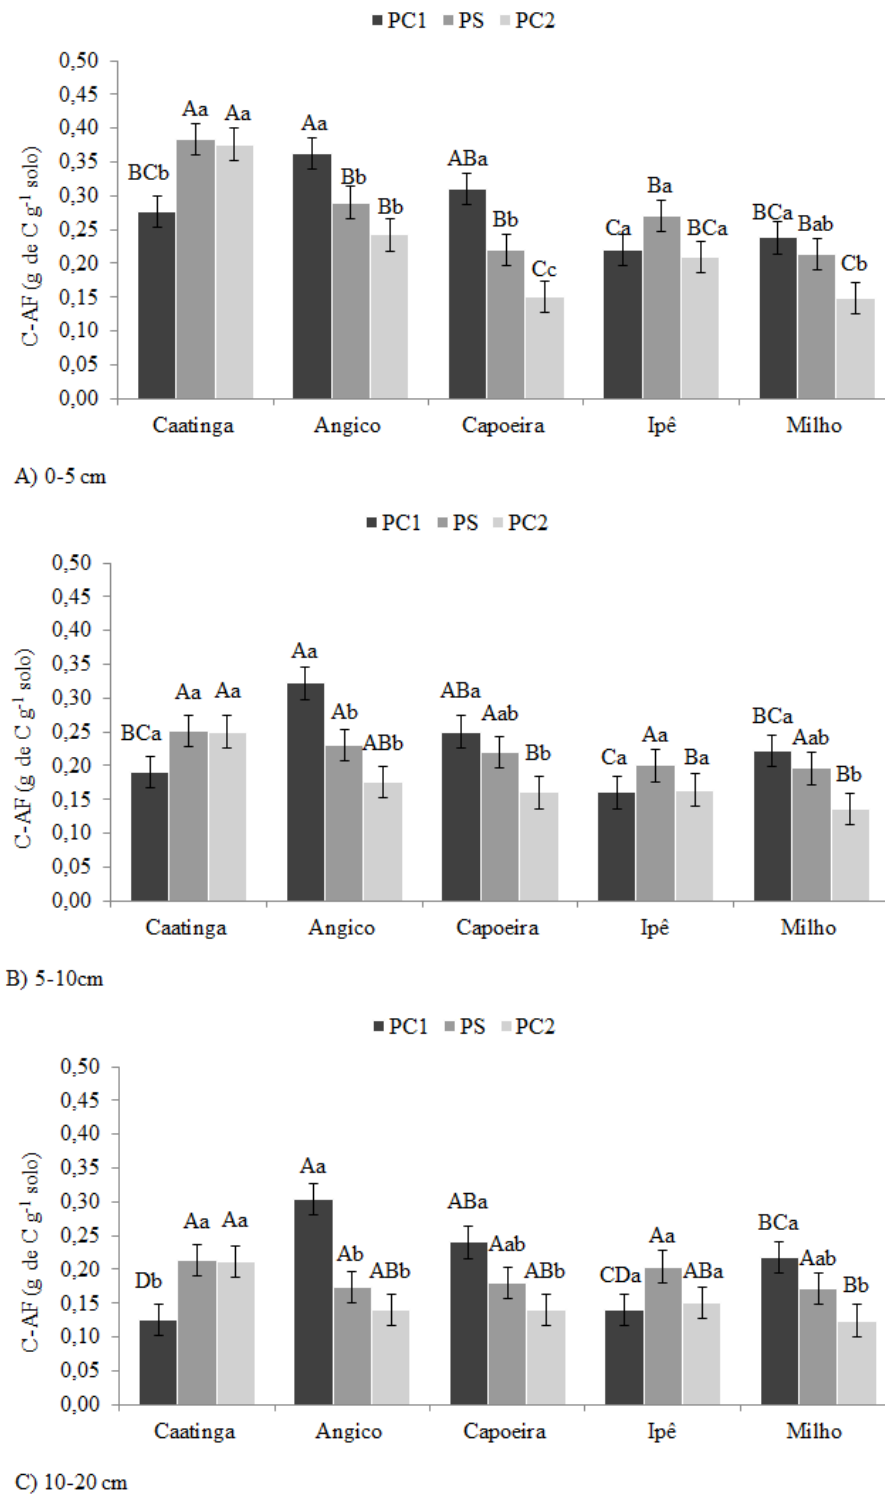 PC1 PS PC2
0,50
0,45
0,40
0,35
0,30
0,25
0,20
0,15
0,10
0,05
0,00
C-AF (g de C g-1 solo)
BCb Aa Aa Aa Bb Bb ABa Bb Cc Ca Ba BCa BCa Bab Cb
Caatinga Angico Capoeira Ipê Milho
A) 0-5 cm
PC1 PS PC2
0,50
0,45
0,40
0,35
0,30
0,25
0,20
0,15
0,10
0,05
0,00
C-AF (g de C g-1 solo)
BCa Aa Aa Aa Ab ABb ABa Aab Bb Ca Aa Ba BCa Aab Bb
Caatinga Angico Capoeira Ipê Milho
B) 5-10cm
PC1 PS PC2
0,50
0,45
0,40
0,35
0,30
0,25
0,20
0,15
0,10
0,05
0,00
C-AF (g de C g-1 solo)
Db Aa Aa Aa Ab ABb ABa Aab ABb CDa Aa ABa BCa Aab Bb
Caatinga Angico Capoeira Ipê Milho
C) 10-20 cm